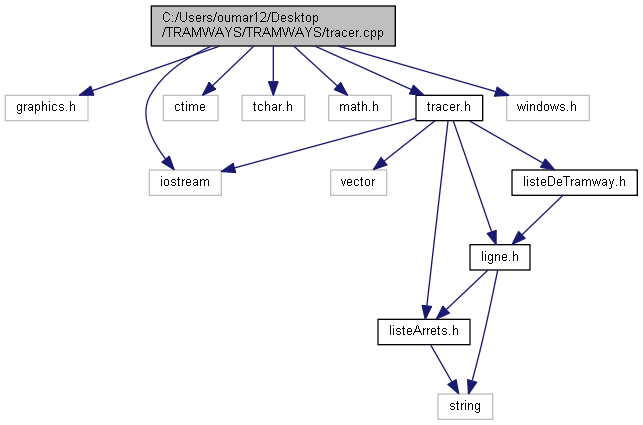 C:/Users/oumar12/Desktop
/TRAMWAYS/TRAMWAYS/tracer.cpp
graphics.h
ctime
tchar.h
math.h
tracer.h
windows.h
iostream
vector
listeDeTramway.h
ligne.h
listeArrets.h
string